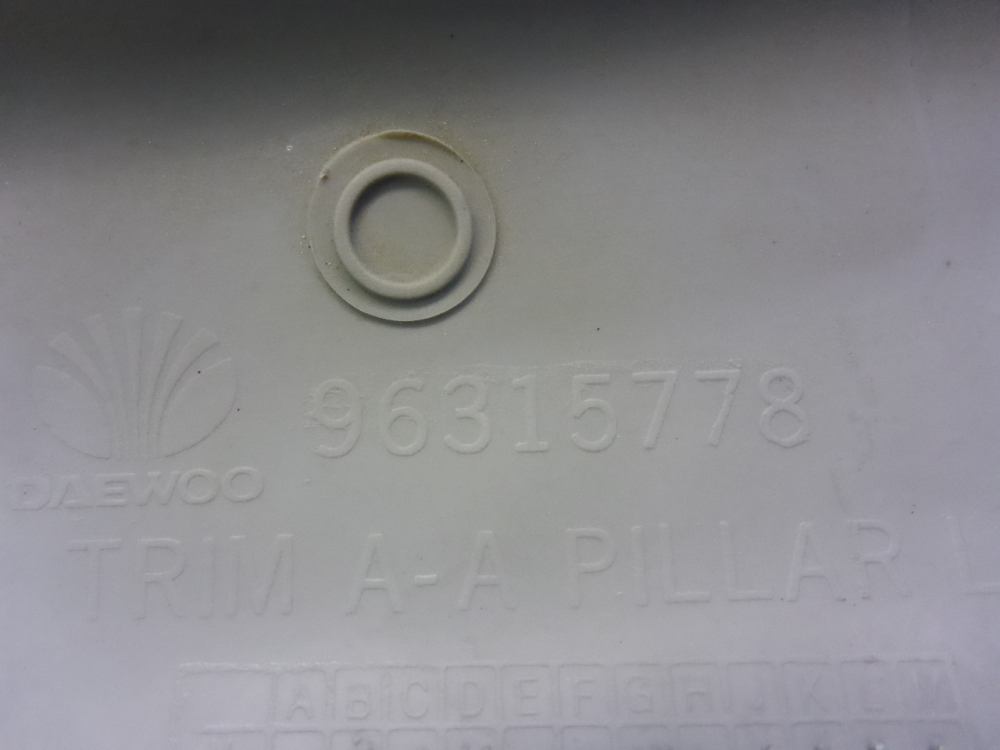 96315778
DAEWOO
TRIM A-A PILLAR L
A B C D E F G H J K L M